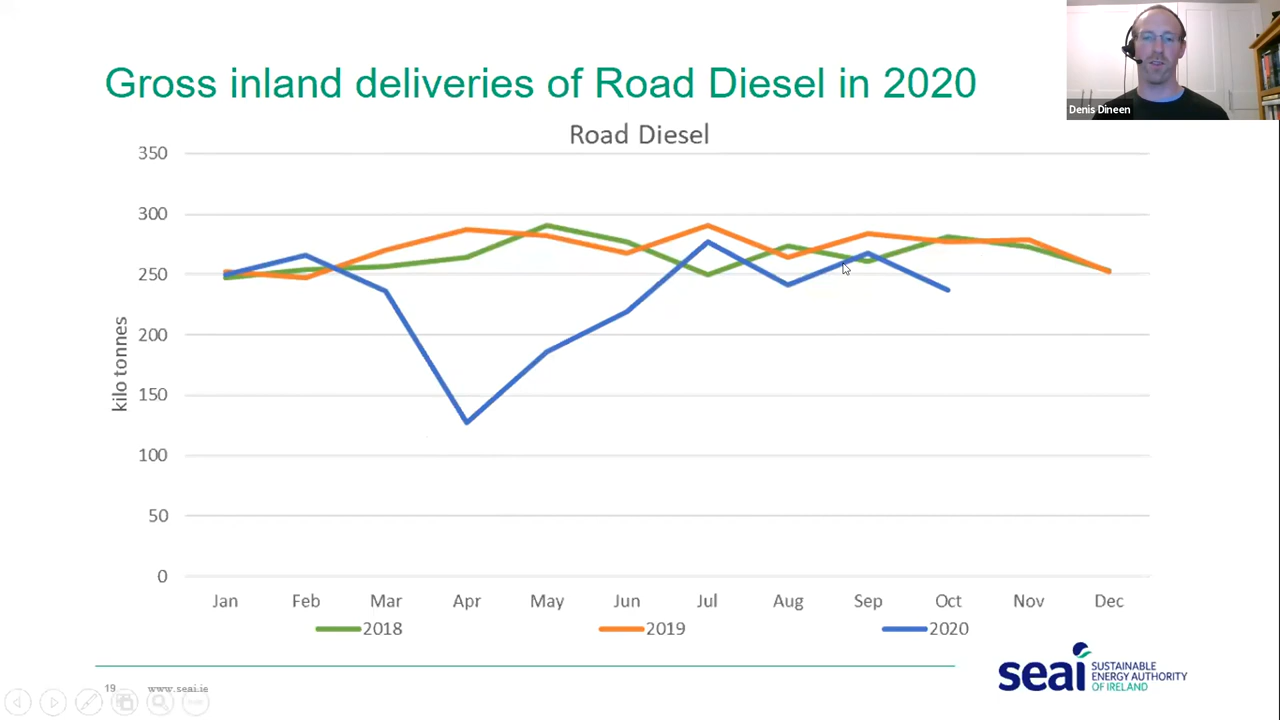 Gross inland deliveries of Road Diesel in 2020
Denis Dineen
Road Diesel
350
300
250
200
150
100
50
0
kilo tonnes
Jan Feb Mar Apr May Jun Jul Aug Sep Oct Nov Dec
2018 2019 2020
19 www.seai.ie
seai SUSTAINABLE
ENERGY AUTHORITY
OF IRELAND